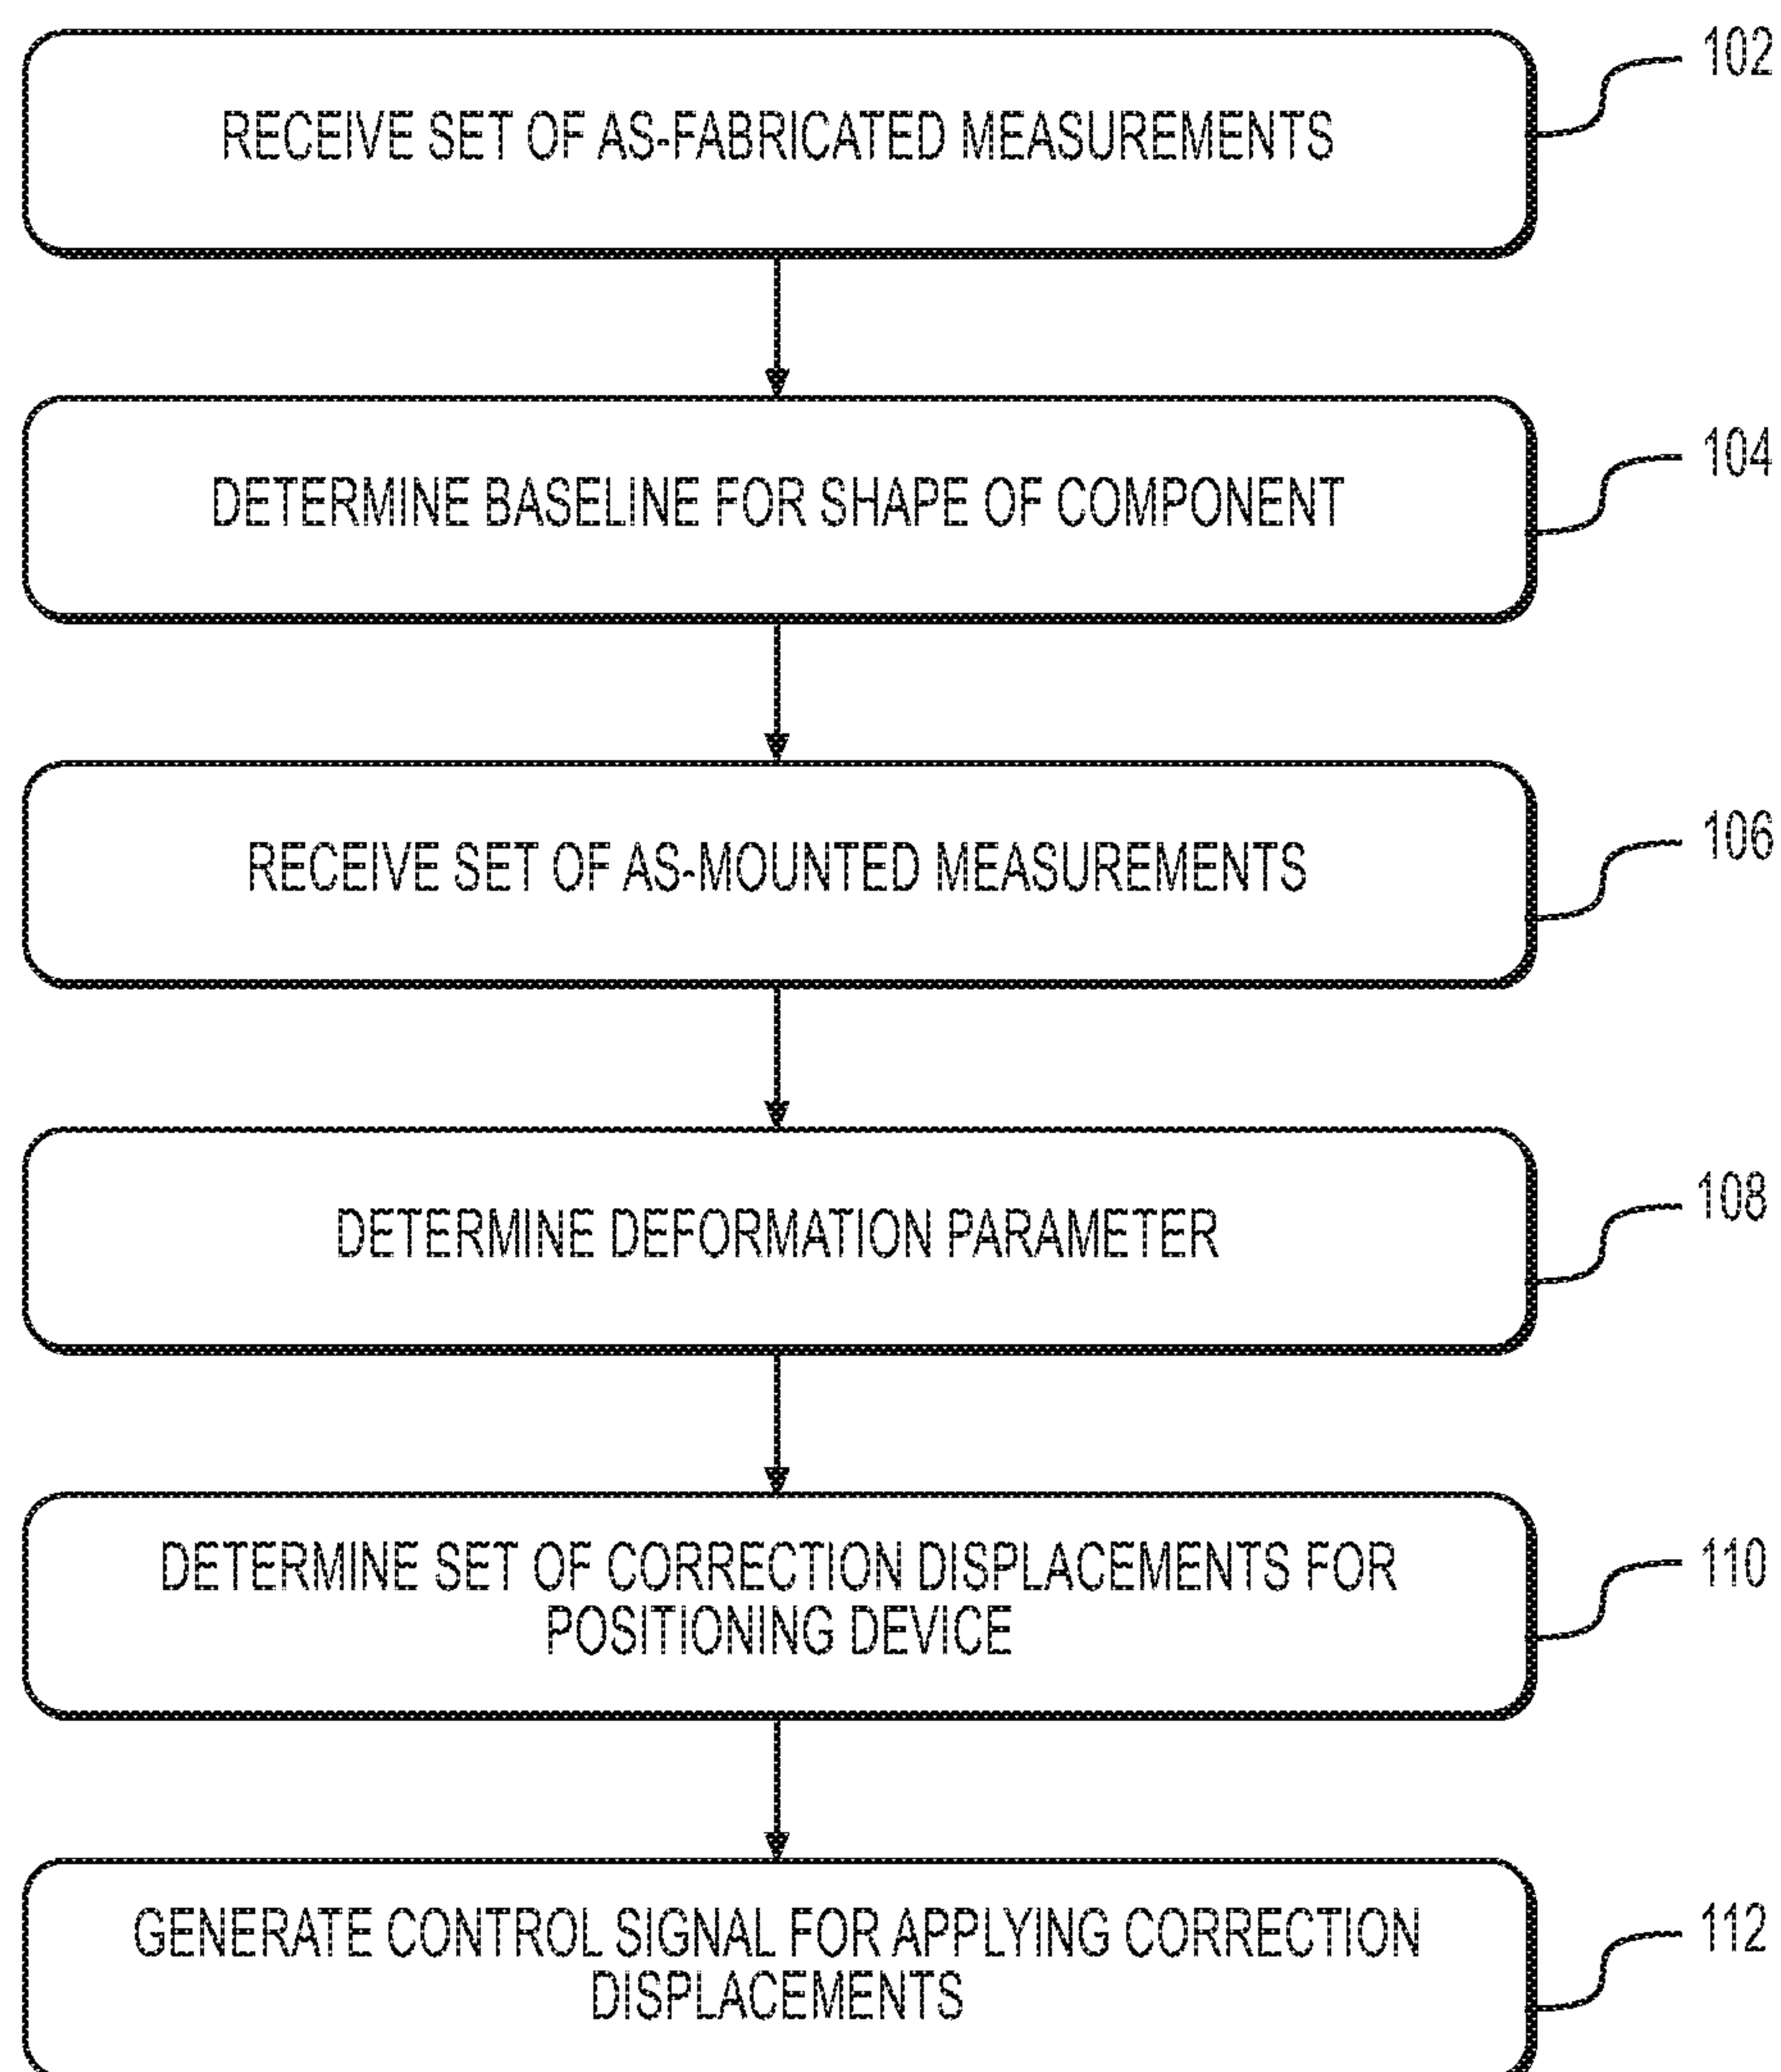 RECEIVE SET OF AS-FABRICATED MEASUREMENTS
102
DETERMINE BASELINE FOR SHAPE OF COMPONENT
104
RECEIVE SET OF AS-MOUNTED MEASUREMENTS
106
DETERMINE DEFORMATION PARAMETER
108
DETERMINE SET OF CORRECTION DISPLACEMENTS FOR
POSITIONING DEVICE
110
GENERATE CONTROL SIGNAL FOR APPLYING CORRECTION
DISPLACEMENTS
112